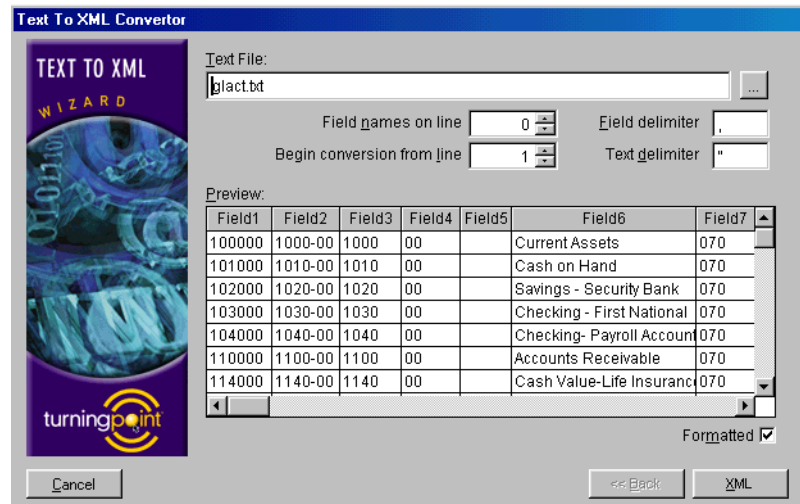 Text To XML Convertor
TEXT TO XML
WIZARD
Text File:
glact.txt
...
Field names on line 0 Field delimiter ,
Begin conversion from line 1 Text delimiter "
Preview:
Field1 Field2 Field3 Field4 Field5 Field6 Field7
100000 1000-00 1000 00 Current Assets 070
101000 1010-00 1010 00 Cash on Hand 070
102000 1020-00 1020 00 Savings - Security Bank 070
103000 1030-00 1030 00 Checking - First National 070
104000 1040-00 1040 00 Checking- Payroll Account 070
110000 1100-00 1100 00 Accounts Receivable 070
114000 1140-00 1140 00 Cash Value-Life Insuranc 070
turningpoint
Formatted
Cancel << Back XML